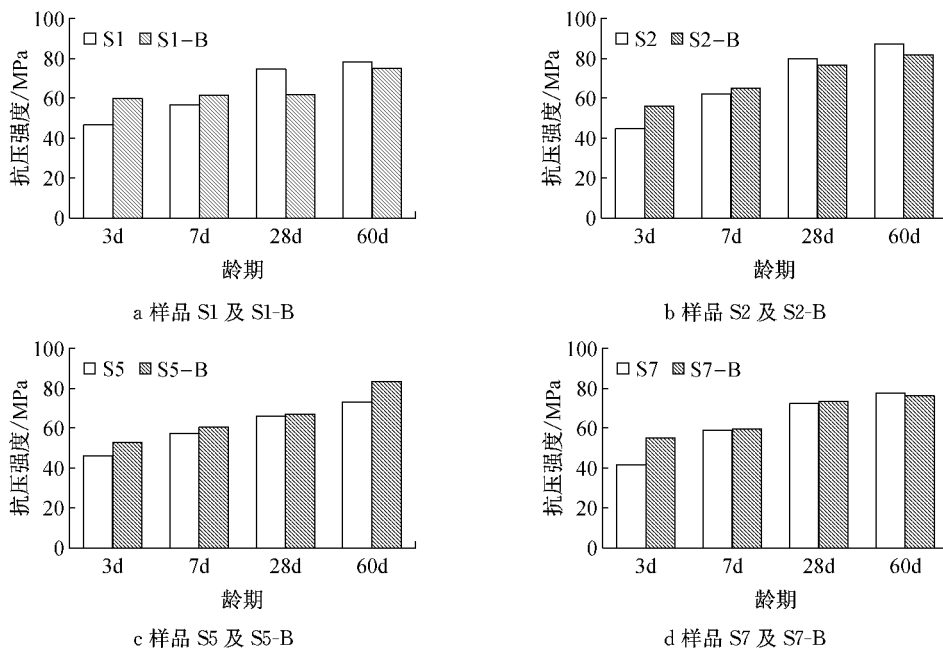 100
80
60
40
20
0
抗压强度/MPa
S1 S1-B
3d 7d 28d 60d
龄期
a 样品 S1 及 S1-B
100
80
60
40
20
0
抗压强度/MPa
S2 S2-B
3d 7d 28d 60d
龄期
b 样品 S2 及 S2-B
100
80
60
40
20
0
抗压强度/MPa
S5 S5-B
3d 7d 28d 60d
龄期
c 样品 S5 及 S5-B
100
80
60
40
20
0
抗压强度/MPa
S7 S7-B
3d 7d 28d 60d
龄期
d 样品 S7 及 S7-B